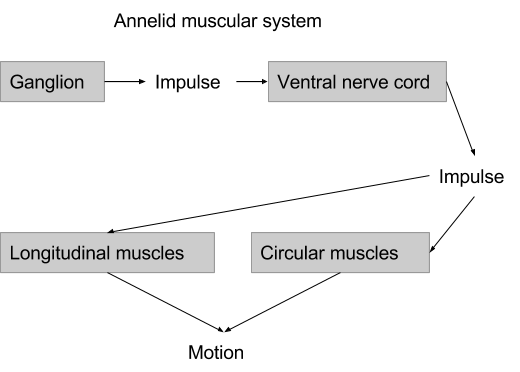 Annelid muscular system
Ganglion
Impulse
Ventral nerve cord
Impulse
Longitudinal muscles
Circular muscles
Motion